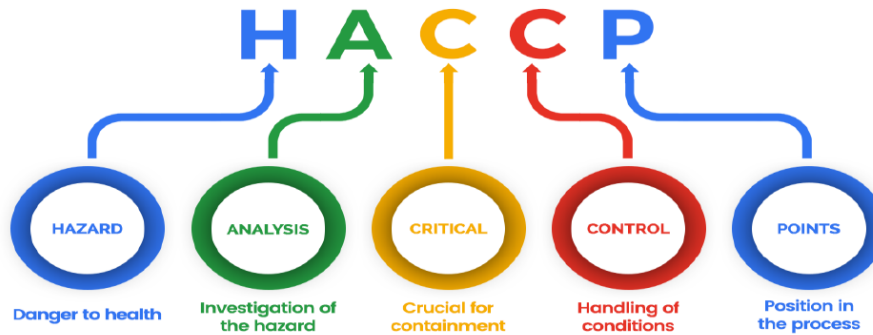 HACCP
HAZARD
ANALYSIS
CRITICAL
CONTROL
POINTS
Danger to health
Investigation of
the hazard
Crucial for
containment
Handling of
conditions
Position in
the process